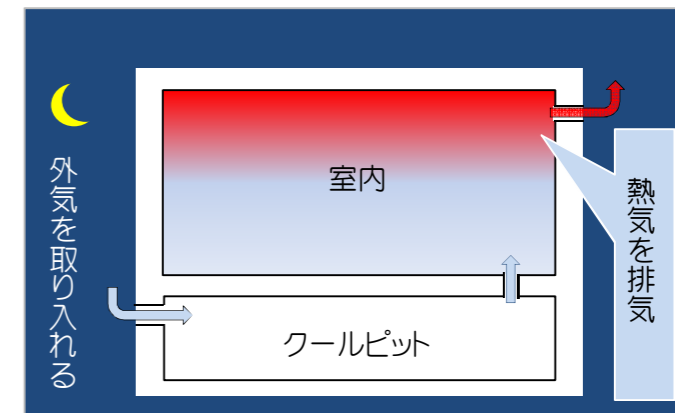 外気を取り入れる
室内
クールピット
熱気を排気